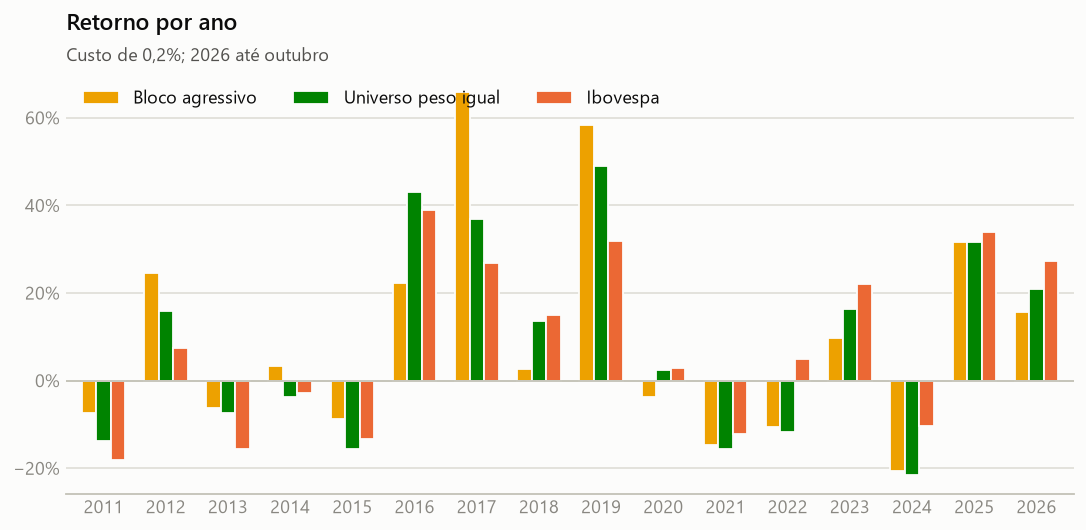 Retorno por ano
Custo de 0,2%; 2026 até outubro
Bloco agressivo Universo peso igual Ibovespa
60%
40%
20%
0%
−20%
2011 2012 2013 2014 2015 2016 2017 2018 2019 2020 2021 2022 2023 2024 2025 2026